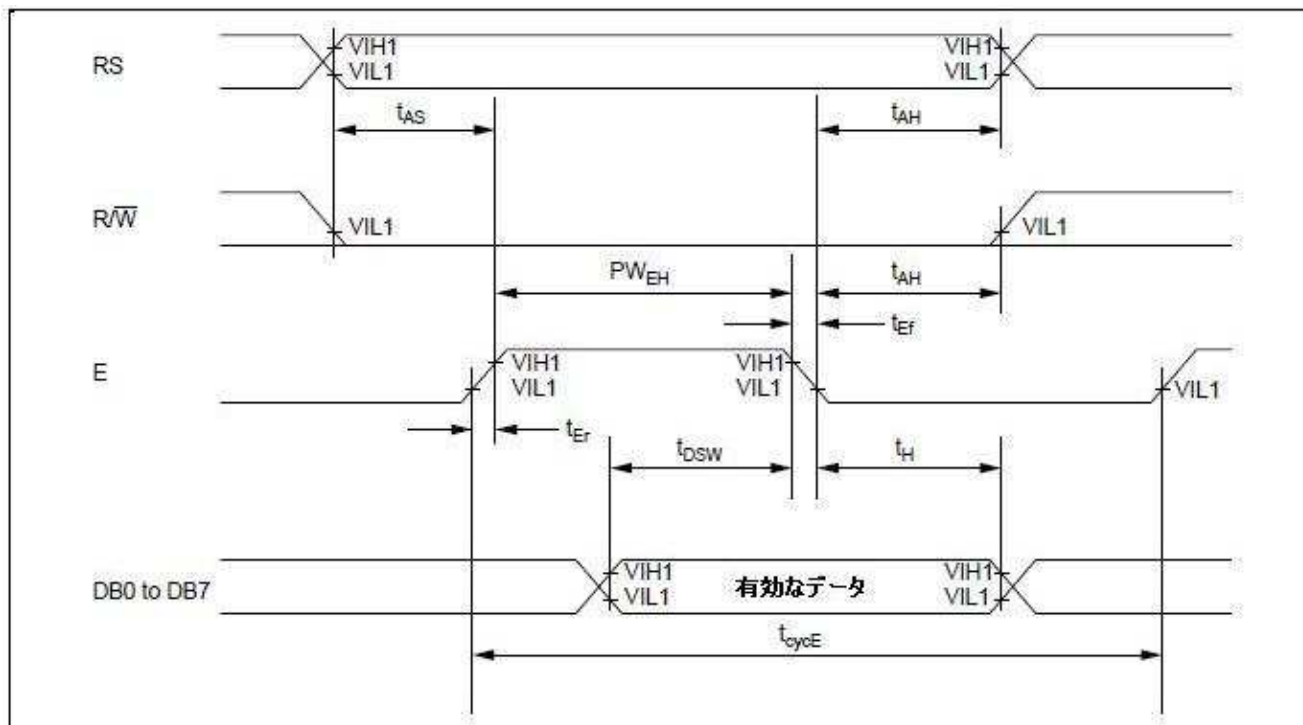 RS
VIH1
VIL1
VIH1
VIL1
tAS
tAH
R/W̅
VIL1
VIL1
PWEH
tAH
tEf
E
VIH1
VIL1
VIH1
VIL1
VIL1
tEr
tDSW
tH
DB0 to DB7
VIH1
VIL1
有効なデータ
VIH1
VIL1
tcycE